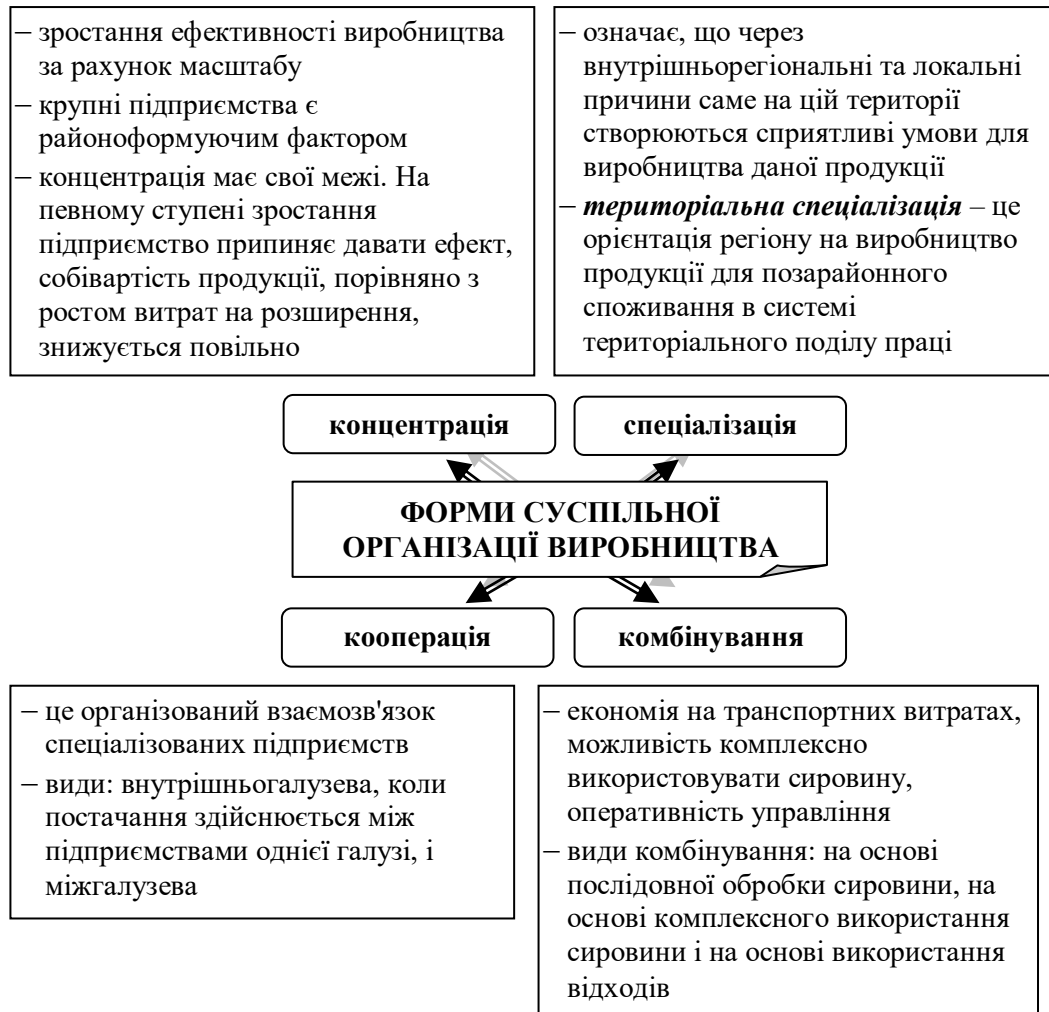 – зростання ефективності виробництва
за рахунок масштабу
– крупні підприємства є
районоформуючим фактором
– концентрація має свої межі. На
певному ступені зростання
підприємство припиняє давати ефект,
собівартість продукції, порівняно з
ростом витрат на розширення,
знижується повільно
– означає, що через
внутрішньорегіональні та локальні
причини саме на цій території
створюються сприятливі умови для
виробництва даної продукції
– територіальна спеціалізація – це
орієнтація регіону на виробництво
продукції для позарайонного
споживання в системі
територіального поділу праці
концентрація
спеціалізація
ФОРМИ СУСПІЛЬНОЇ
ОРГАНІЗАЦІЇ ВИРОБНИЦТВА
кооперація
комбінування
– це організований взаємозв'язок
спеціалізованих підприємств
– види: внутрішньогалузева, коли
постачання здійснюється між
підприємствами однієї галузі, і
міжгалузева
– економія на транспортних витратах,
можливість комплексно
використовувати сировину,
оперативність управління
– види комбінування: на основі
послідовної обробки сировини, на
основі комплексного використання
сировини і на основі використання
відходів